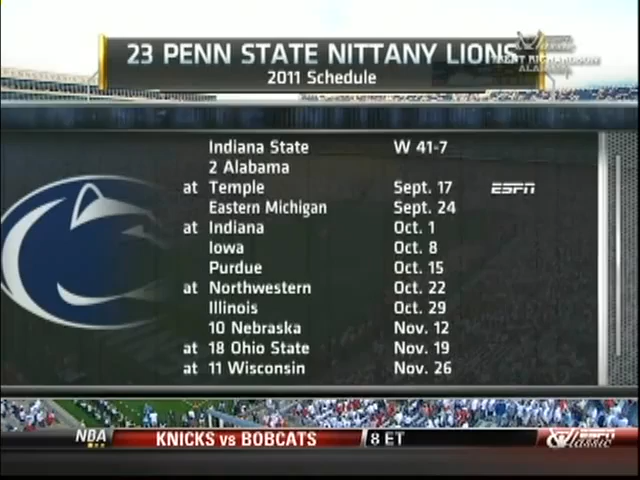 23 PENN STATE NITTANY LIONS
2011 Schedule
Indiana State W 41-7
2 Alabama
at Temple Sept. 17 ESPN
Eastern Michigan Sept. 24
at Indiana Oct. 1
Iowa Oct. 8
Purdue Oct. 15
at Northwestern Oct. 22
Illinois Oct. 29
10 Nebraska Nov. 12
at 18 Ohio State Nov. 19
at 11 Wisconsin Nov. 26
NBA KNICKS vs BOBCATS 8 ET ESPN Classic